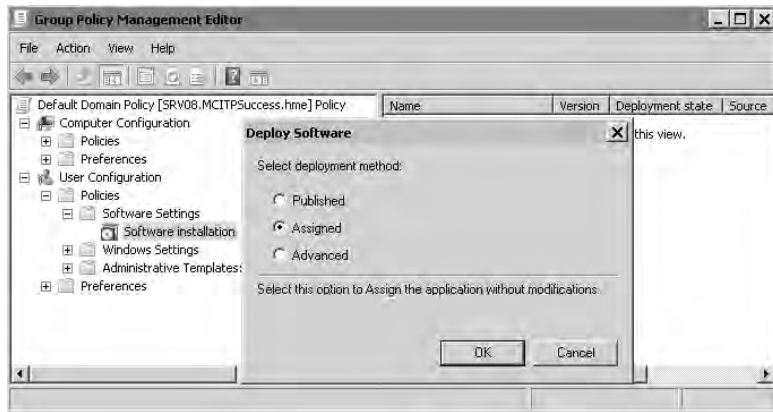 Group Policy Management Editor
File Action View Help
Default Domain Policy [SRV08.MCITPSuccess.hme] Policy
Computer Configuration
Policies
Preferences
User Configuration
Policies
Software Settings
Software installation
Windows Settings
Administrative Templates:
Preferences
Name Version Deployment state Source
this view.
Deploy Software
Select deployment method:
Published
Assigned
Advanced
Select this option to Assign the application without modifications.
OK Cancel